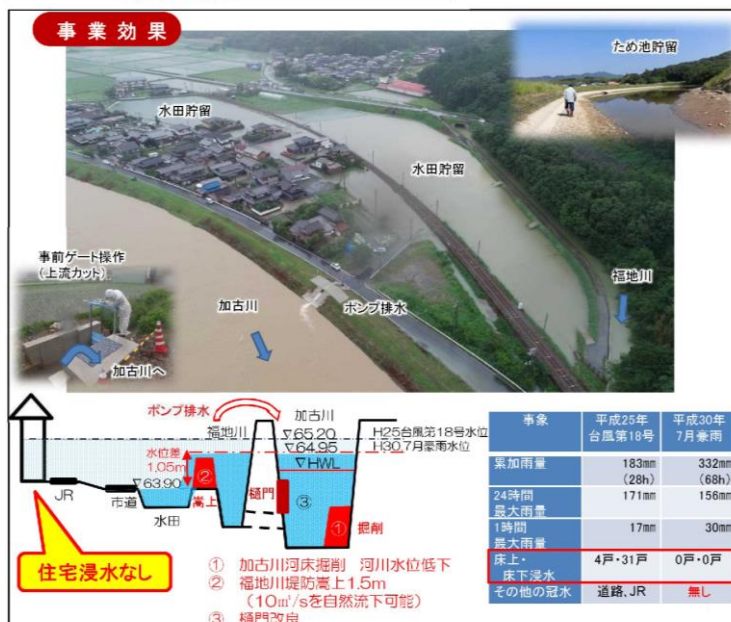 事業効果
ため池貯留
水田貯留
水田貯留
事前ゲート操作
(上流カット)
福地川
加古川
ポンプ排水
加古川へ
ポンプ排水
加古川
福地川
▽65.20
H25台風第18号水位
▽64.95
H30.7月豪雨水位
水位差
1.05m
▽HWL
▽63.90
②
樋門
③
JR
市道
嵩上
水田
①
掘削
住宅浸水なし
① 加古川河床掘削 河川水位低下
② 福地川堤防嵩上1.5m
(10㎥/sを自然流下可能)
③ 樋門改良
事象 平成25年 台風第18号 平成30年 7月豪雨
累加雨量 183mm (28h) 332mm (68h)
24時間 最大雨量 171mm 156mm
1時間 最大雨量 17mm 30mm
床上・ 床下浸水 4戸・31戸 0戸・0戸
その他の冠水 道路、JR 無し